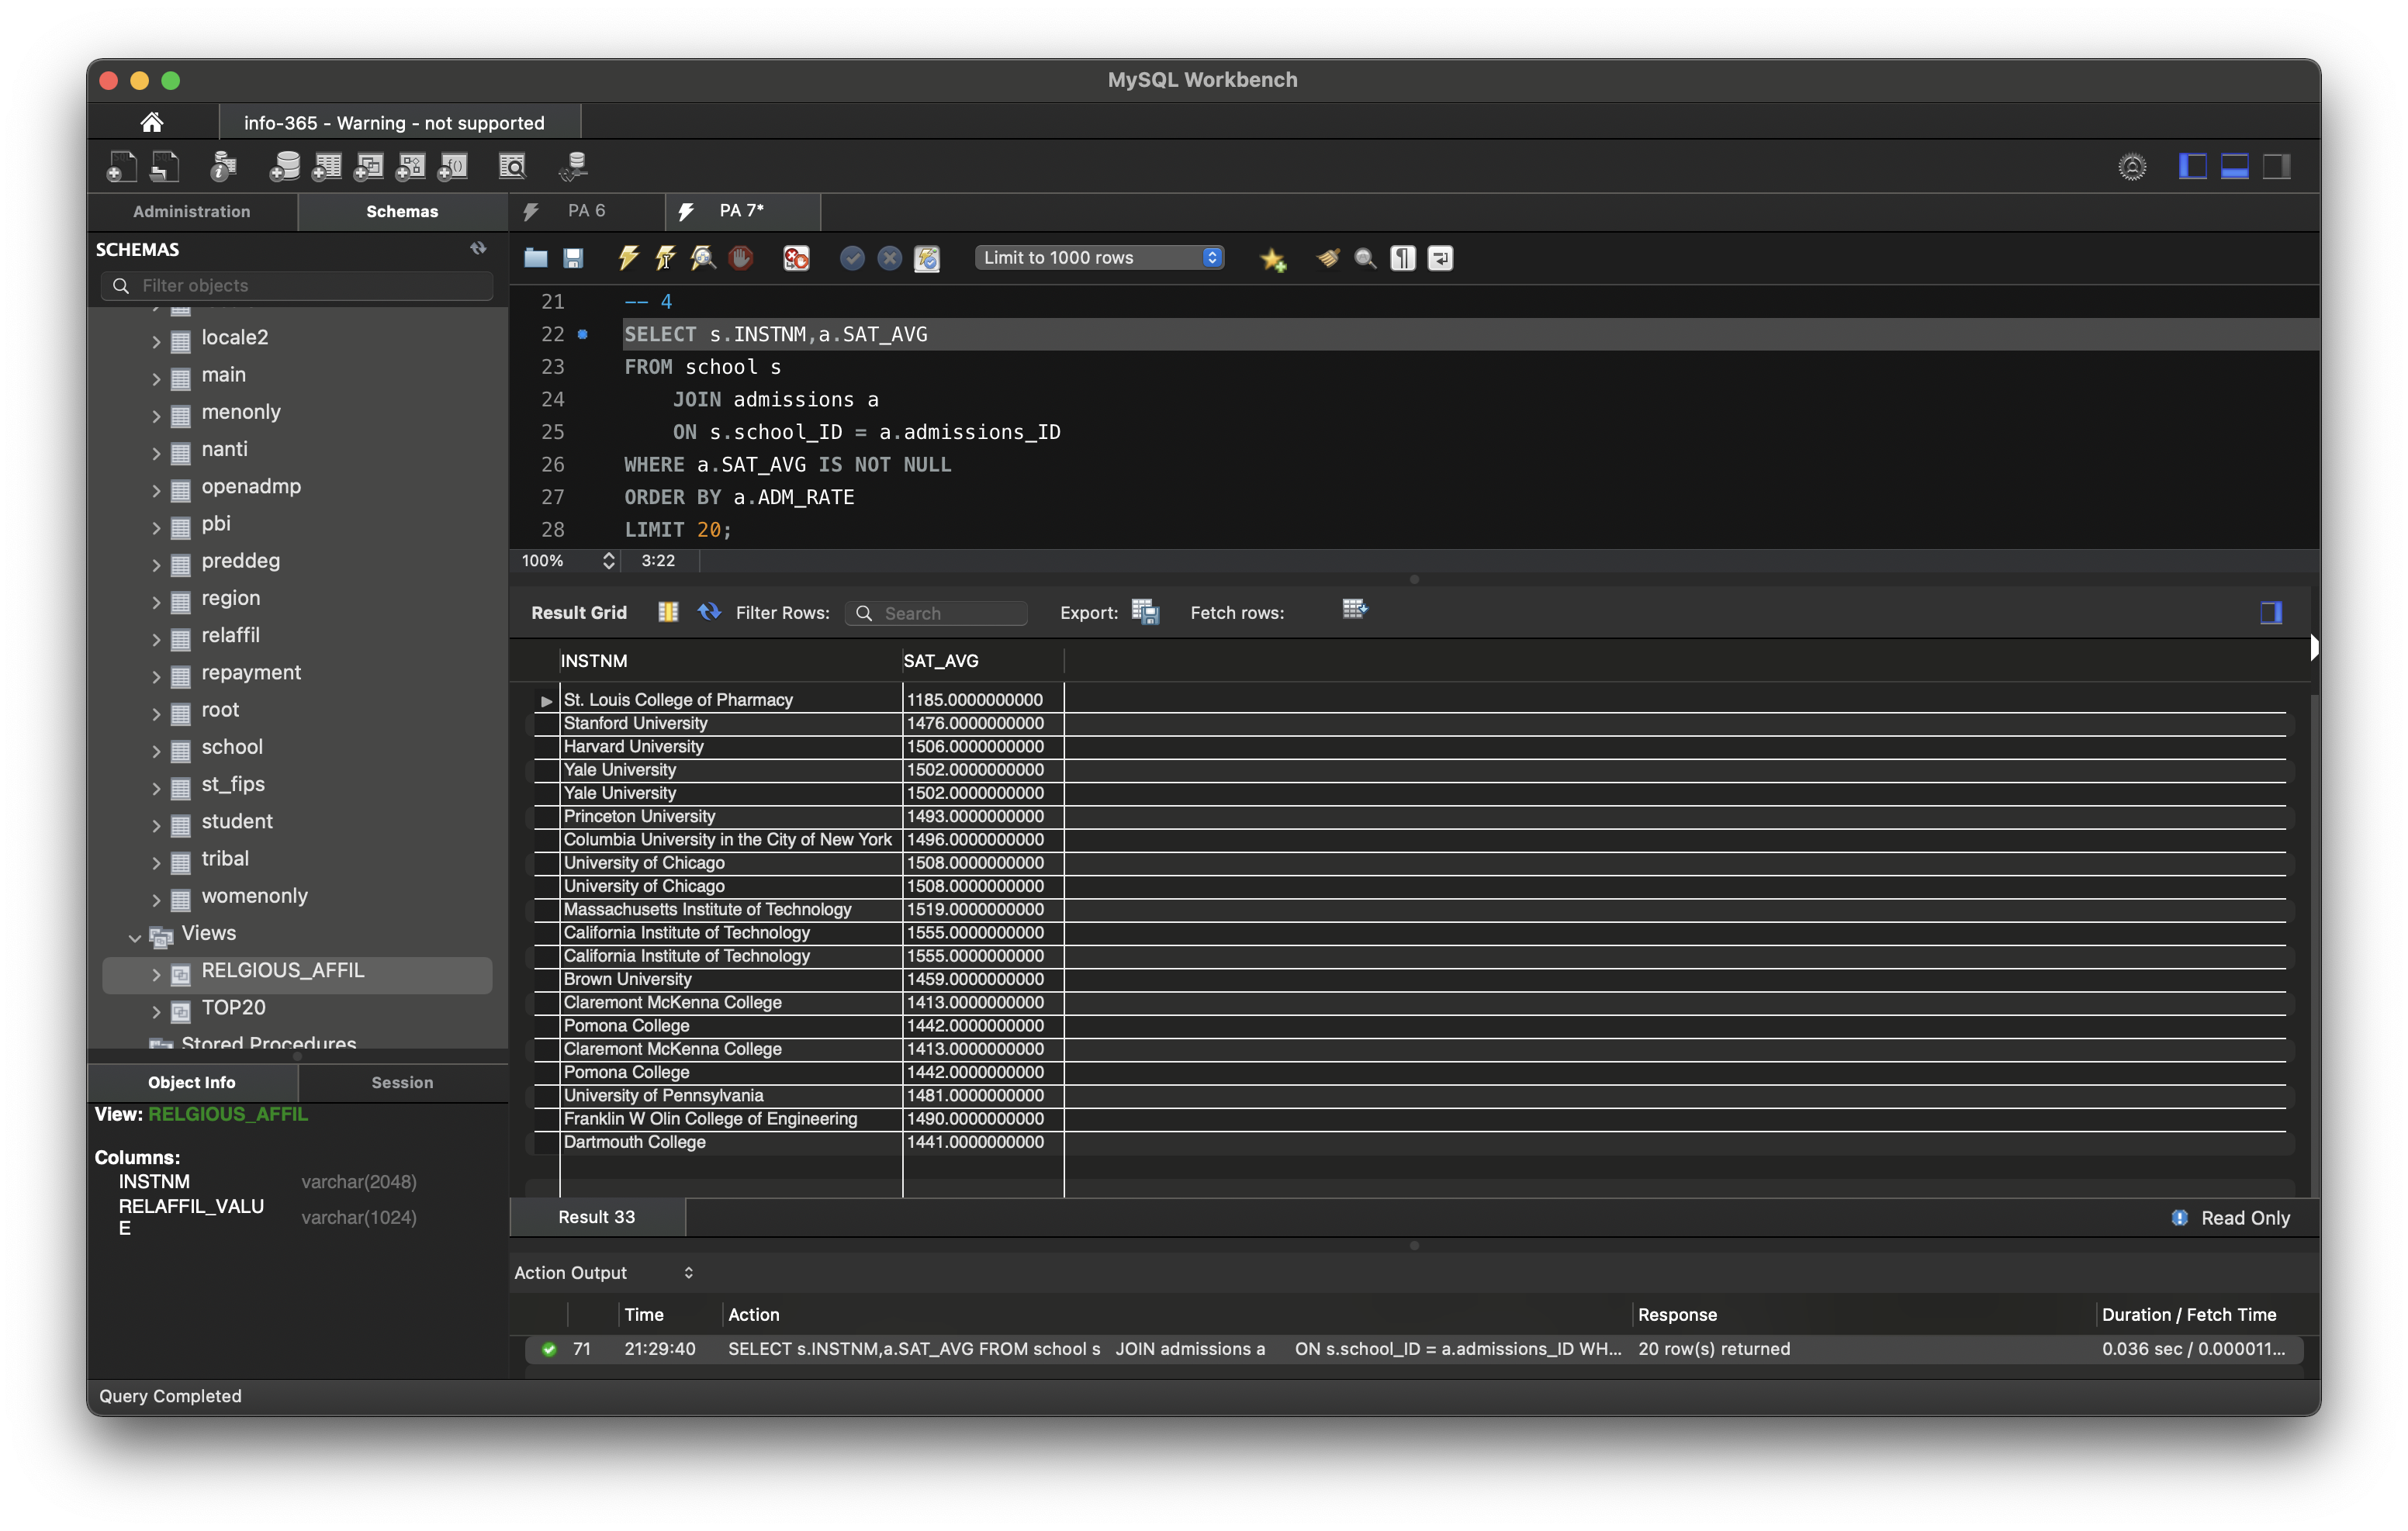 MySQL Workbench
info-365 - Warning - not supported
Administration
Schemas
PA 6
PA 7*
SCHEMAS
Filter objects
Limit to 1000 rows
locale2
main
menonly
nanti
openadmp
pbi
preddeg
region
relaffil
repayment
root
school
st_fips
student
tribal
womenonly
Views
RELGIOUS_AFFIL
TOP20
Stored Procedures
21 -- 4
22 SELECT s.INSTNM,a.SAT_AVG
23 FROM school s
24 JOIN admissions a
25 ON s.school_ID = a.admissions_ID
26 WHERE a.SAT_AVG IS NOT NULL
27 ORDER BY a.ADM_RATE
28 LIMIT 20;
100% 3:22
Result Grid Filter Rows: Search Export: Fetch rows:
INSTNM SAT_AVG
St. Louis College of Pharmacy 1185.0000000000
Stanford University 1476.0000000000
Harvard University 1506.0000000000
Yale University 1502.0000000000
Yale University 1502.0000000000
Princeton University 1493.0000000000
Columbia University in the City of New York 1496.0000000000
University of Chicago 1508.0000000000
University of Chicago 1508.0000000000
Massachusetts Institute of Technology 1519.0000000000
California Institute of Technology 1555.0000000000
California Institute of Technology 1555.0000000000
Brown University 1459.0000000000
Claremont McKenna College 1413.0000000000
Pomona College 1442.0000000000
Claremont McKenna College 1413.0000000000
Pomona College 1442.0000000000
University of Pennsylvania 1481.0000000000
Franklin W Olin College of Engineering 1490.0000000000
Dartmouth College 1441.0000000000
Object Info
Session
View: RELGIOUS_AFFIL
Columns:
INSTNM varchar(2048)
RELAFFIL_VALU
E varchar(1024)
Result 33
Read Only
Action Output
Time Action Response Duration / Fetch Time
71 21:29:40 SELECT s.INSTNM,a.SAT_AVG FROM school s JOIN admissions a ON s.school_ID = a.admissions_ID WH... 20 row(s) returned 0.036 sec / 0.000011...
Query Completed